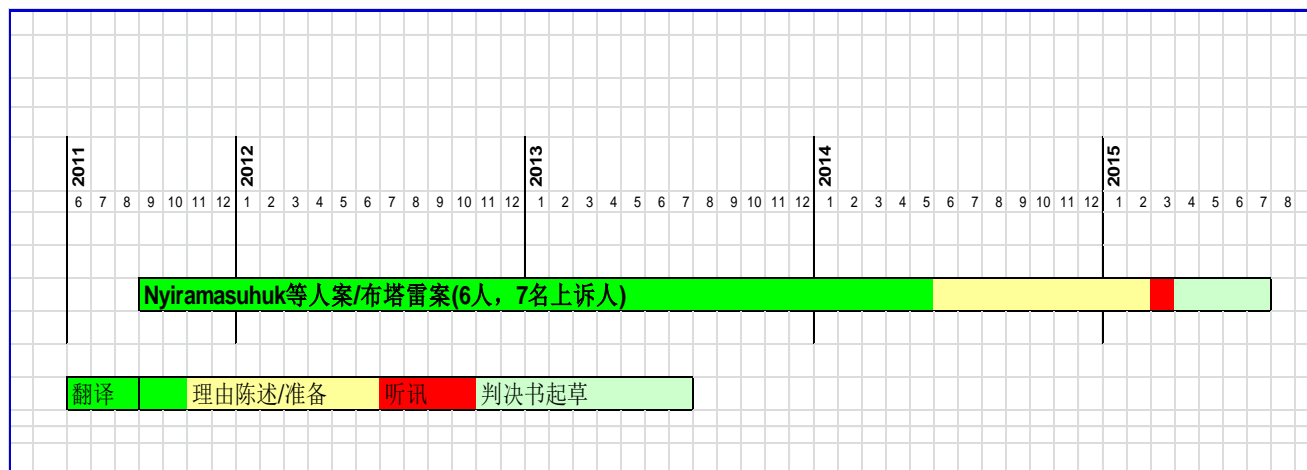 2011 2012 2013 2014 2015
6 7 8 9 10 11 12 1 2 3 4 5 6 7 8 9 10 11 12 1 2 3 4 5 6 7 8 9 10 11 12 1 2 3 4 5 6 7 8 9 10 11 12 1 2 3 4 5 6 7 8
Nyiramasuhuk等人案/布塔雷案(6人，7名上诉人)
翻译 理由陈述/准备 听讯 判决书起草